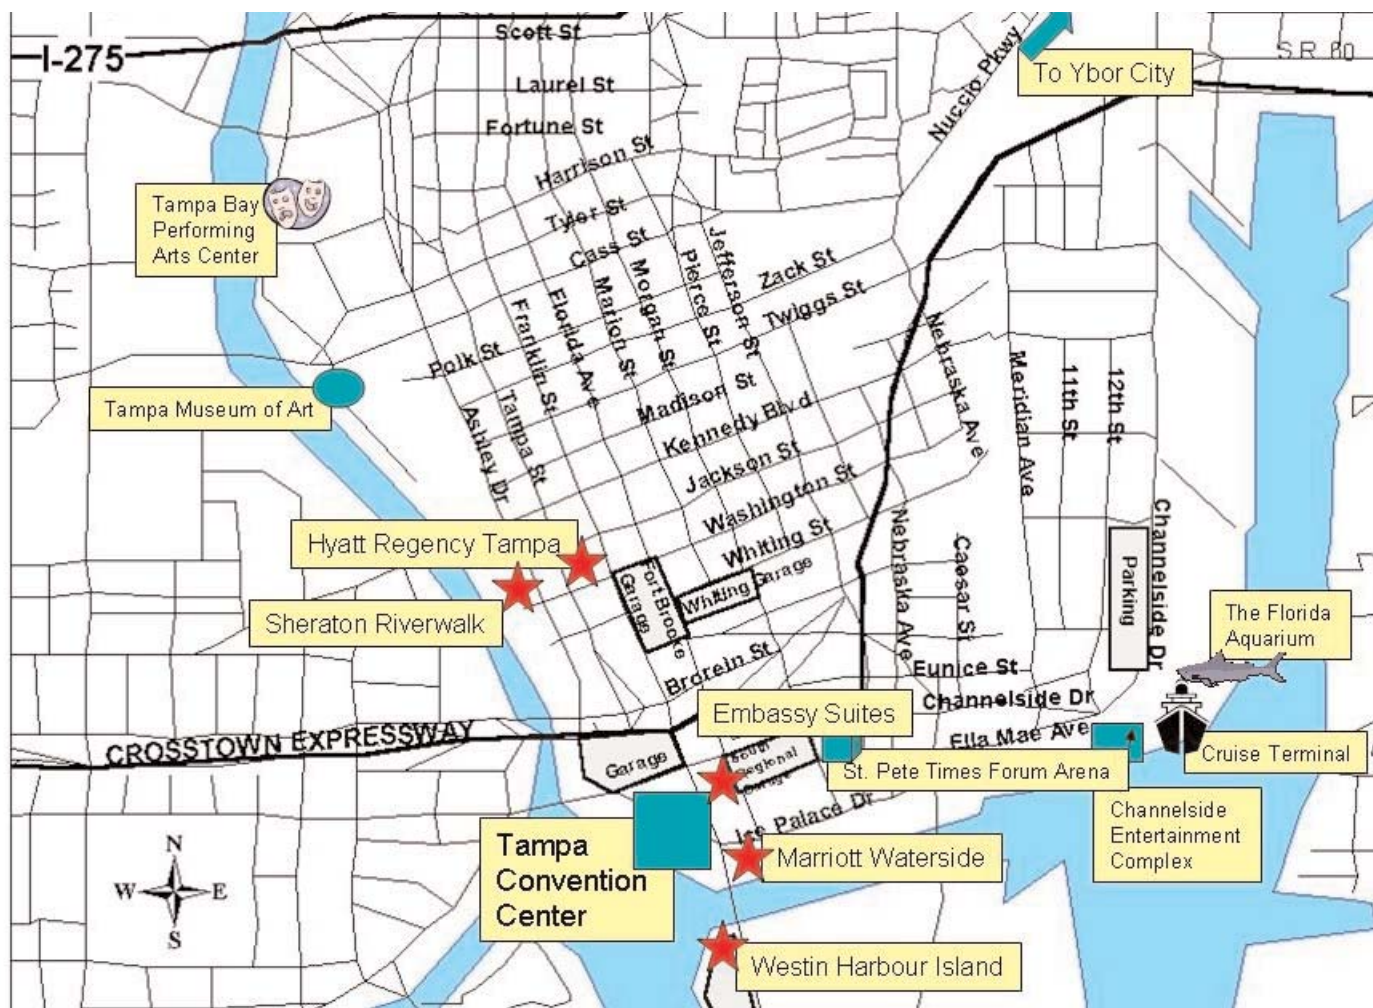 Scott St
I-275
S.R. 60
To Ybor City
Laurel St
Nuccio Pkwy
Fortune St
Harrison St
Tampa Bay
Performing
Arts Center
Tyler St
Cass St
Jefferson St
Pierce St
Morgan St
Marion St
Florida Ave
Franklin St
Zack St
Twiggs St
Polk St
Nebraska Ave
Meridian Ave
11th St
12th St
Tampa Museum of Art
Tampa St
Ashley Dr
Madison St
Kennedy Blvd
Jackson St
Washington St
Whiting St
Hyatt Regency Tampa
Sheraton Riverwalk
Fort Brooke
Garage
Whiting
Garage
Nebraska Ave
Caesar St
Parking
Channelside Dr
The Florida
Aquarium
Brorein St
Eunice St
Channelside Dr
Embassy Suites
CROSSTOWN EXPRESSWAY
Ella Mae Ave
Garage
South
Regional
Garage
St. Pete Times Forum Arena
Cruise Terminal
Ice Palace Dr
Channelside
Entertainment
Complex
Tampa
Convention
Center
Marriott Waterside
N
W
E
S
Westin Harbour Island